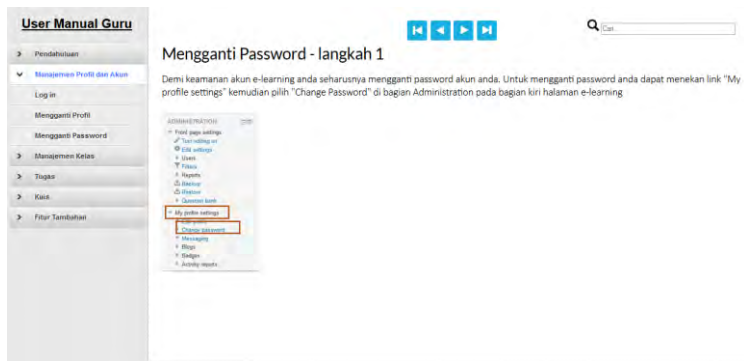 User Manual Guru
Pendahuluan
Manajemen Profil dan Akun
Log in
Mengganti Profil
Mengganti Password
Manajemen Kelas
Tugas
Kuis
Fitur Tambahan
Cari...
Mengganti Password - langkah 1
Demi keamanan akun e-learning anda seharusnya mengganti password akun anda. Untuk mengganti password anda dapat menekan link "My
profile settings" kemudian pilih "Change Password" di bagian Administration pada bagian kiri halaman e-learning
ADMINISTRATION
Front page settings
Turn editing on
Edit settings
Users
Filters
Reports
Backup
Restore
Question bank
My profile settings
Edit profile
Change password
Messaging
Blogs
Badges
Activity reports